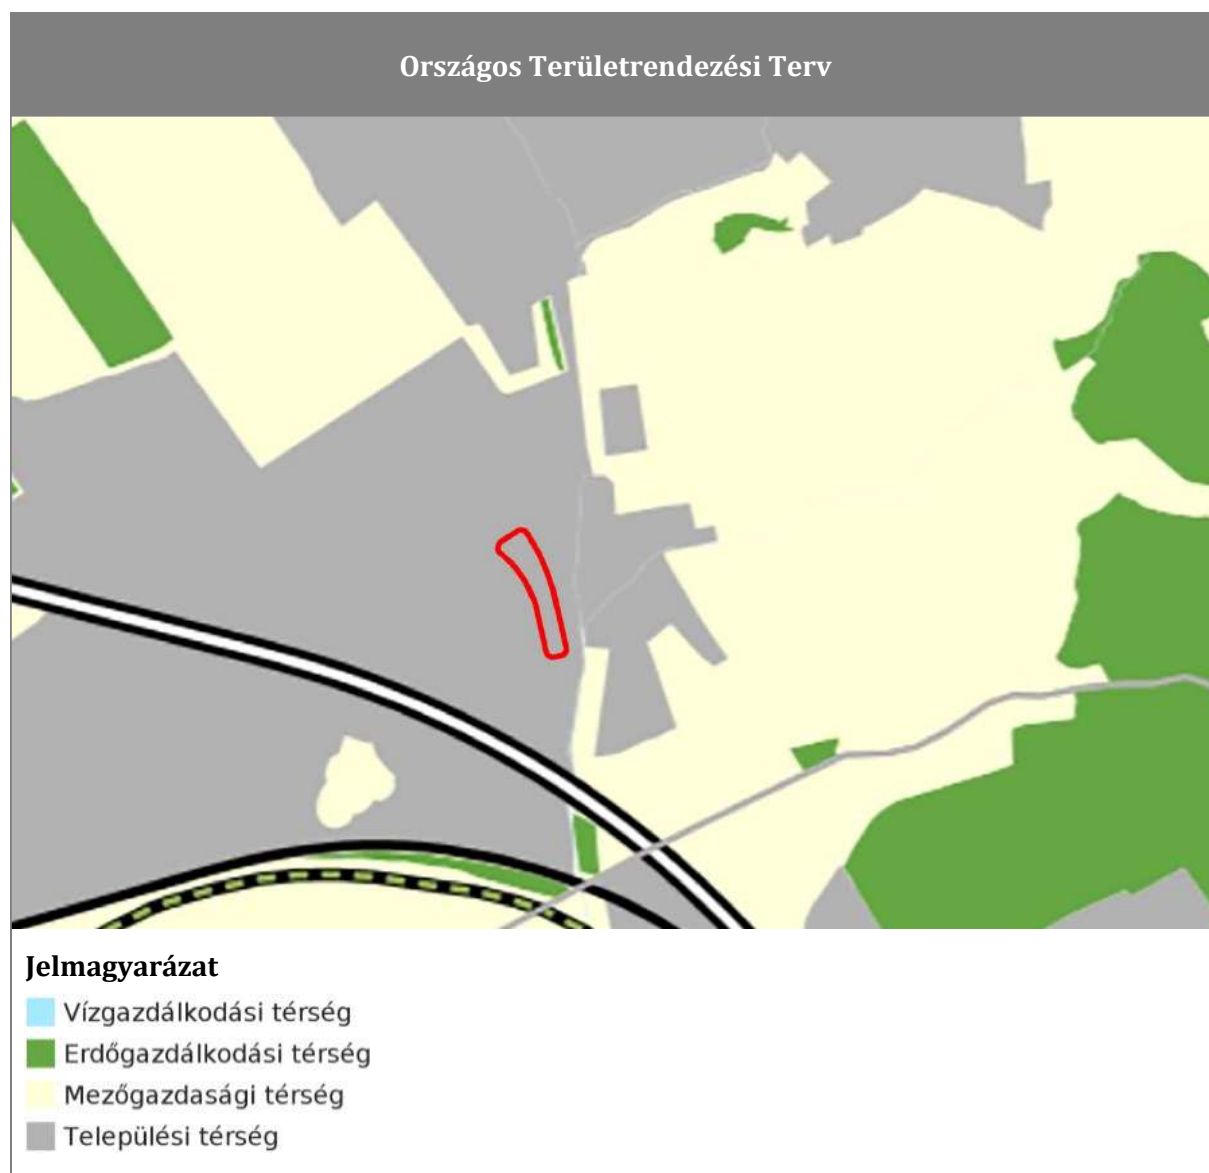 Országos Területrendezési Terv
Jelmagyarázat
Vízgazdálkodási térség
Erdőgazdálkodási térség
Mezőgazdasági térség
Települési térség